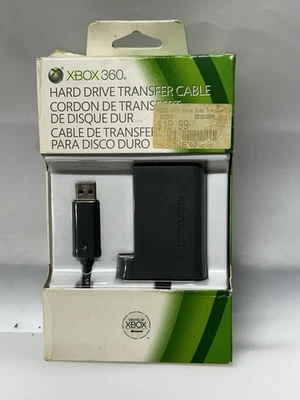 XBOX 360
HARD DRIVE TRANSFER CABLE
CORDON DE TRANSFERT
DE DISQUE DUR
CABLE DE TRANSFER
PARA DISCO DURO
$19.99
Microsoft
XBOX